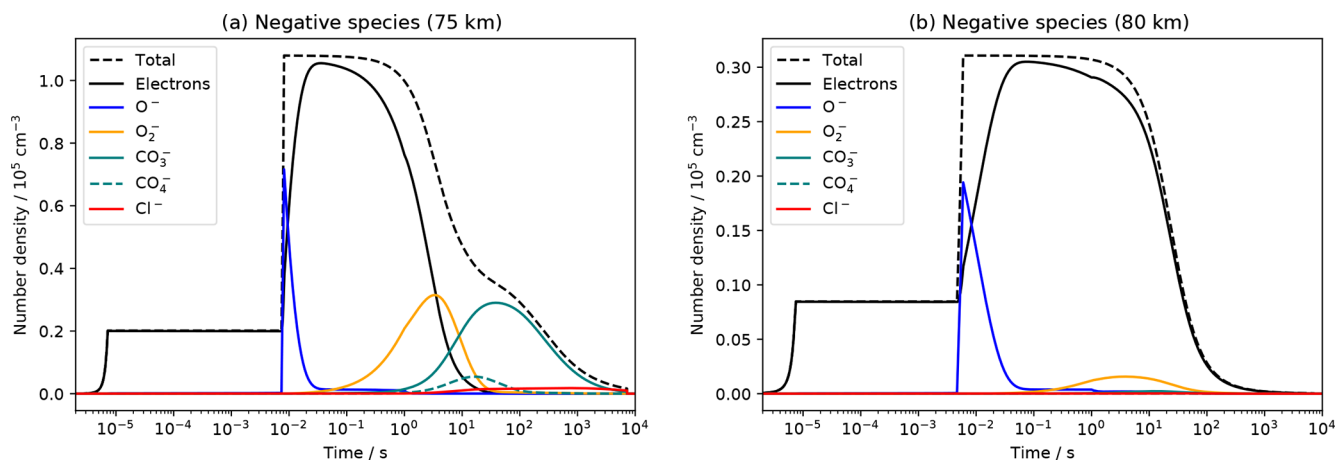 (a) Negative species (75 km)
Number density / 10⁵ cm⁻³
1.0
0.8
0.6
0.4
0.2
0.0
Total
Electrons
O⁻
O₂⁻
CO₃⁻
CO₄⁻
Cl⁻
10⁻⁵ 10⁻⁴ 10⁻³ 10⁻² 10⁻¹ 10⁰ 10¹ 10² 10³ 10⁴
Time / s
(b) Negative species (80 km)
Number density / 10⁵ cm⁻³
0.30
0.25
0.20
0.15
0.10
0.05
0.00
Total
Electrons
O⁻
O₂⁻
CO₃⁻
CO₄⁻
Cl⁻
10⁻⁵ 10⁻⁴ 10⁻³ 10⁻² 10⁻¹ 10⁰ 10¹ 10² 10³ 10⁴
Time / s